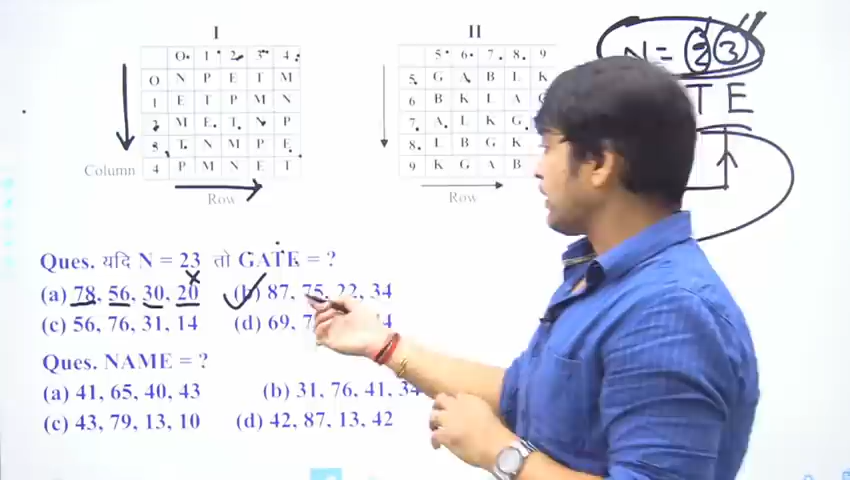 I
0 1 2 3 4
0 N P E T M
1 E T P M N
2 M E T N P
3 T N M P E
4 P M N E T
Column
Row
II
5 6 7 8 9
5 G A B L K
6 B K L A G
7 A L K G
8 L B G K
9 K G A B
Row
N = 23
T E
Ques. यदि N = 23 तो GATE = ?
(a) 78, 56, 30, 20 (b) 87, 75, 22, 34
(c) 56, 76, 31, 14 (d) 69,
Ques. NAME = ?
(a) 41, 65, 40, 43 (b) 31, 76, 41, 34
(c) 43, 79, 13, 10 (d) 42, 87, 13, 42